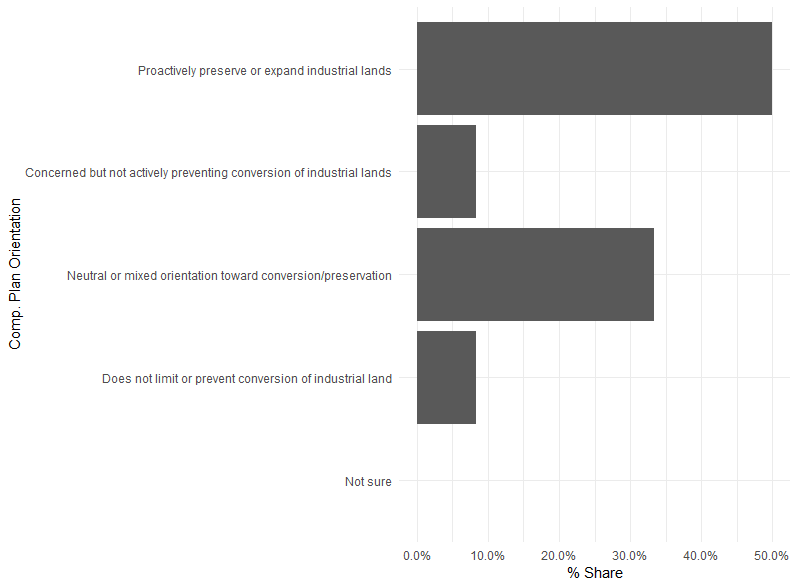 Proactively preserve or expand industrial lands
Concerned but not actively preventing conversion of industrial lands
Neutral or mixed orientation toward conversion/preservation
Does not limit or prevent conversion of industrial land
Not sure
Comp. Plan Orientation
0.0% 10.0% 20.0% 30.0% 40.0% 50.0%
% Share